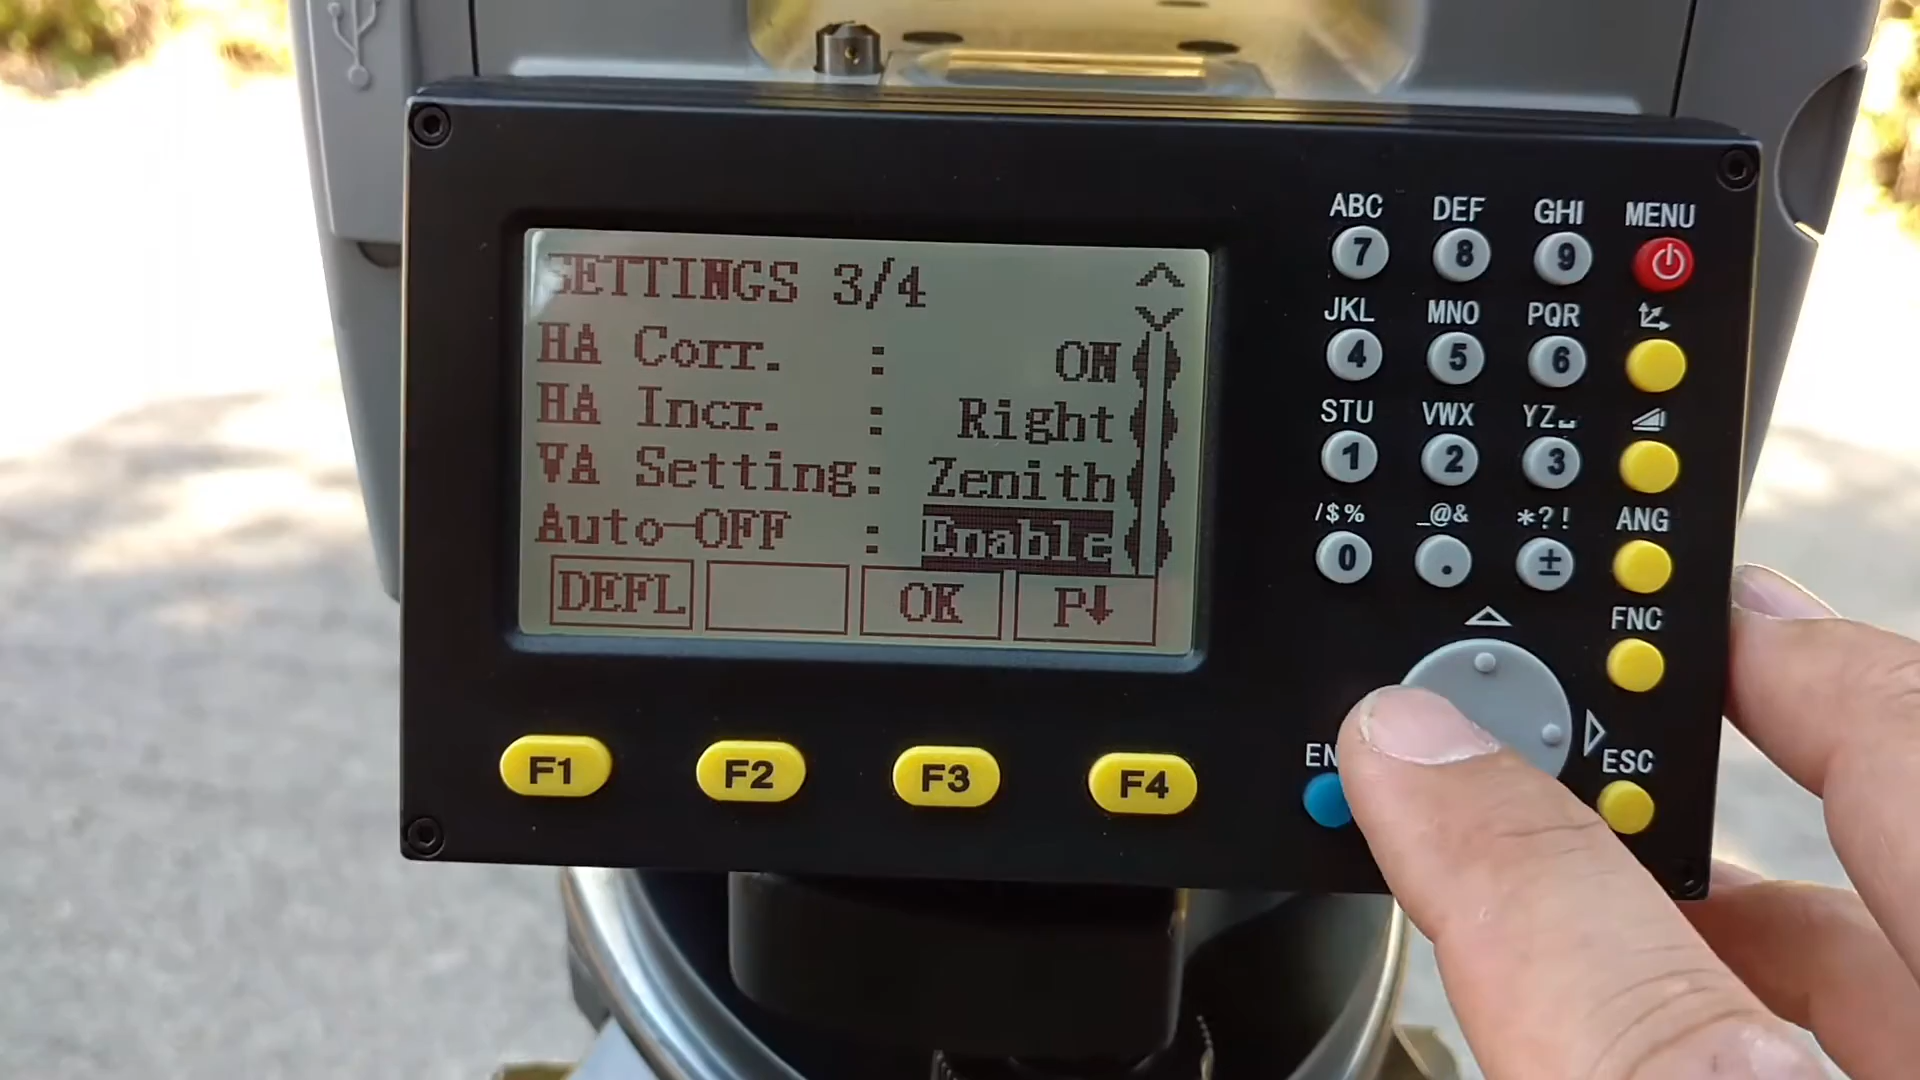 SETTINGS 3/4
HA Corr. : ON
HA Incr. : Right
VA Setting: Zenith
Auto-OFF : Enable
DEFL OK P↓
F1 F2 F3 F4
ABC DEF GHI MENU
7 8 9
JKL MNO PQR
4 5 6
STU VWX YZ␣
1 2 3
/$% _@& *?! ANG
0 . ±
FNC
EN
ESC